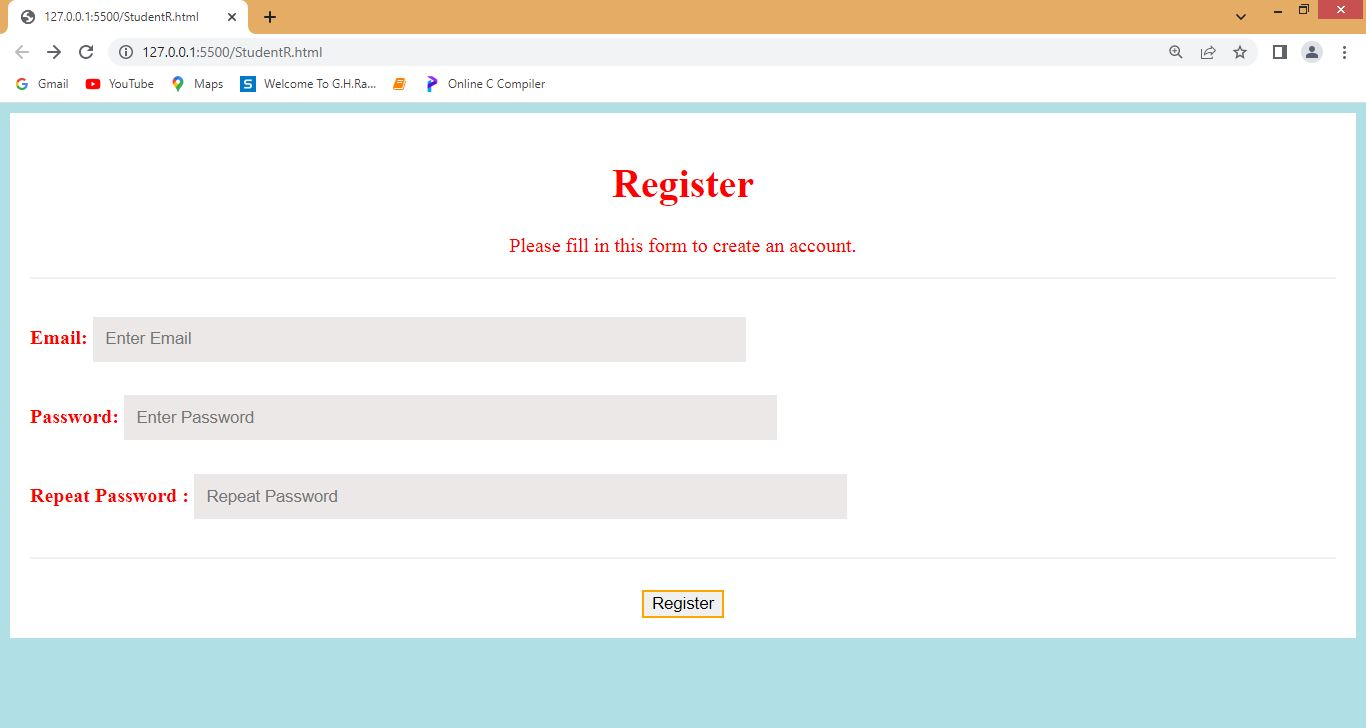 127.0.0.1:5500/StudentR.html
127.0.0.1:5500/StudentR.html
Gmail YouTube Maps S Welcome To G.H.Ra... Online C Compiler
Register
Please fill in this form to create an account.
Email: Enter Email
Password: Enter Password
Repeat Password : Repeat Password
Register